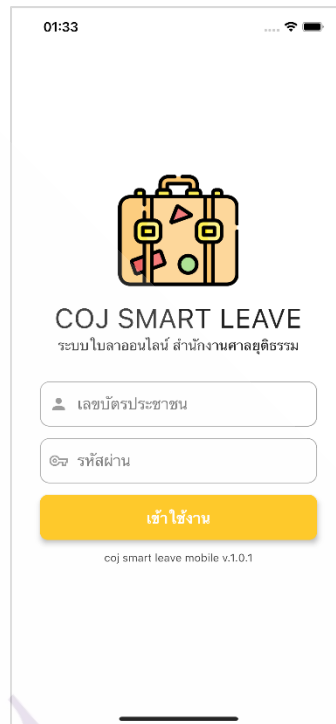 01:33
COJ SMART LEAVE
ระบบใบลาออนไลน์ สำนักงานศาลยุติธรรม
เลขบัตรประชาชน
รหัสผ่าน
เข้าใช้งาน
coj smart leave mobile v.1.0.1